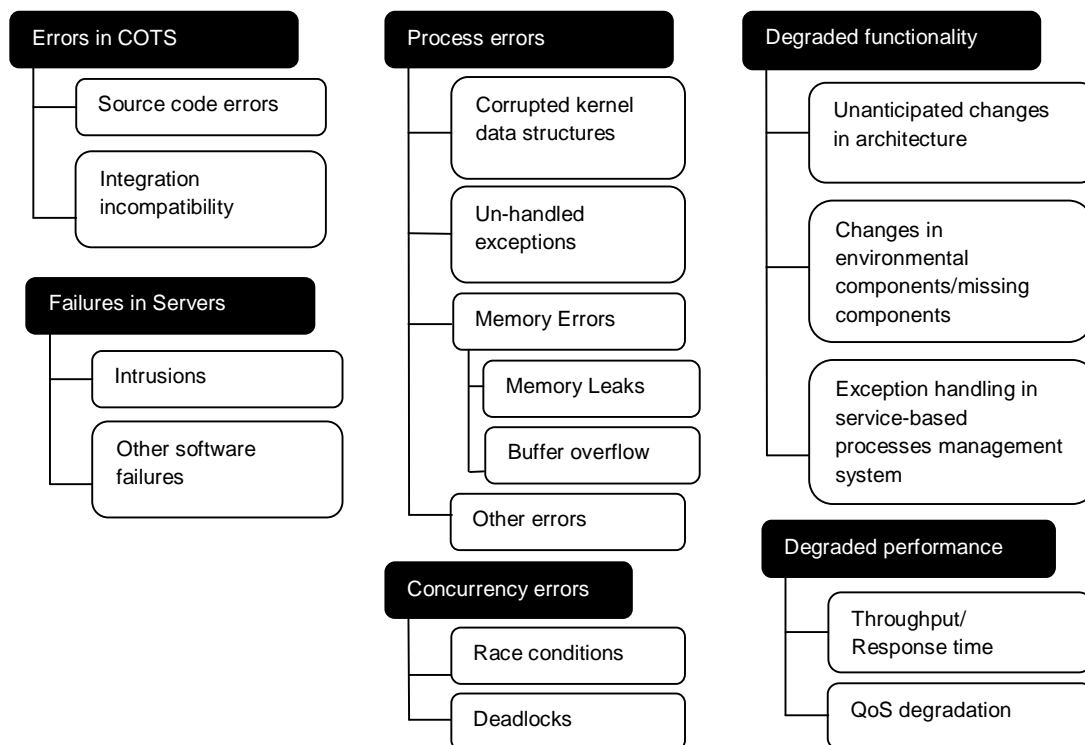 Errors in COTS
Source code errors
Integration
incompatibility
Failures in Servers
Intrusions
Other software
failures
Process errors
Corrupted kernel
data structures
Un-handled
exceptions
Memory Errors
Memory Leaks
Buffer overflow
Other errors
Concurrency errors
Race conditions
Deadlocks
Degraded functionality
Unanticipated changes
in architecture
Changes in
environmental
components/missing
components
Exception handling in
service-based
processes management
system
Degraded performance
Throughput/
Response time
QoS degradation